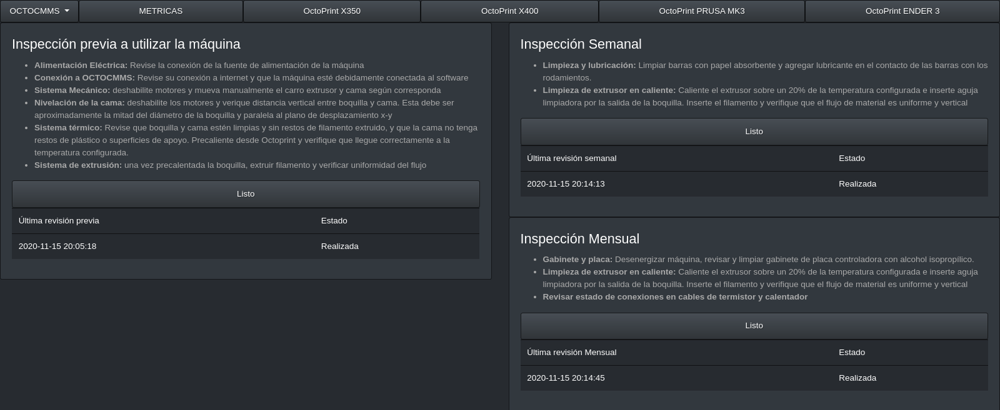 OCTOCMMS
METRICAS
OctoPrint X350
OctoPrint X400
OctoPrint PRUSA MK3
OctoPrint ENDER 3
Inspección previa a utilizar la máquina
Alimentación Eléctrica: Revise la conexión de la fuente de alimentación de la máquina
Conexión a OCTOCMMS: Revise su conexión a internet y que la máquina esté debidamente conectada al software
Sistema Mecánico: deshabilite motores y mueva manualmente el carro extrusor y cama según corresponda
Nivelación de la cama: deshabilite los motores y verique distancia vertical entre boquilla y cama. Esta debe ser
aproximadamente la mitad del diámetro de la boquilla y paralela al plano de desplazamiento x-y
Sistema térmico: Revise que boquilla y cama estén limpias y sin restos de filamento extruido, y que la cama no tenga
restos de plástico o superficies de apoyo. Precaliente desde Octoprint y verifique que llegue correctamente a la
temperatura configurada.
Sistema de extrusión: una vez precalentada la boquilla, extruir filamento y verificar uniformidad del flujo
Listo
Última revisión previa
Estado
2020-11-15 20:05:18
Realizada
Inspección Semanal
Limpieza y lubricación: Limpiar barras con papel absorbente y agregar lubricante en el contacto de las barras con los
rodamientos.
Limpieza de extrusor en caliente: Caliente el extrusor sobre un 20% de la temperatura configurada e inserte aguja
limpiadora por la salida de la boquilla. Inserte el filamento y verifique que el flujo de material es uniforme y vertical
Listo
Última revisión semanal
Estado
2020-11-15 20:14:13
Realizada
Inspección Mensual
Gabinete y placa: Desenergizar máquina, revisar y limpiar gabinete de placa controladora con alcohol isopropílico.
Limpieza de extrusor en caliente: Caliente el extrusor sobre un 20% de la temperatura configurada e inserte aguja
limpiadora por la salida de la boquilla. Inserte el filamento y verifique que el flujo de material es uniforme y vertical
Revisar estado de conexiones en cables de termistor y calentador
Listo
Última revisión Mensual
Estado
2020-11-15 20:14:45
Realizada